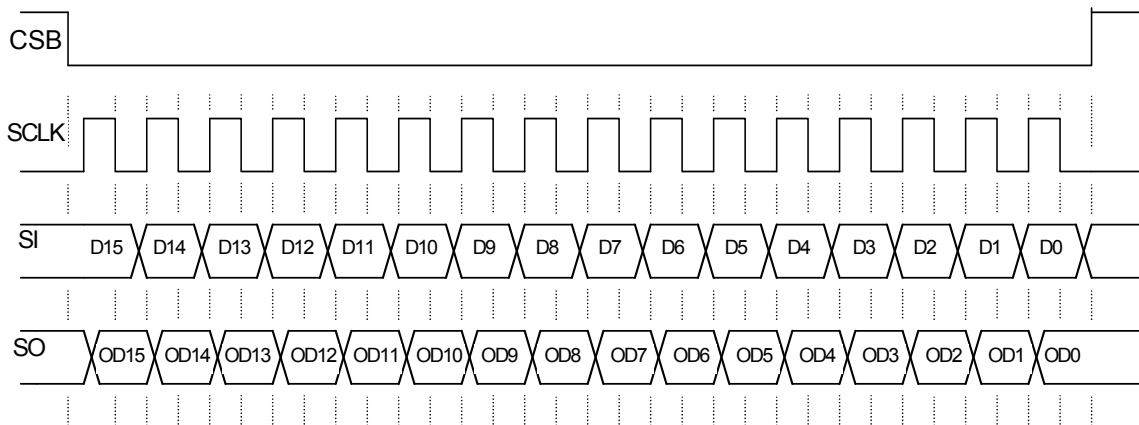 CSB
SCLK
SI D15 D14 D13 D12 D11 D10 D9 D8 D7 D6 D5 D4 D3 D2 D1 D0
SO OD15 OD14 OD13 OD12 OD11 OD10 OD9 OD8 OD7 OD6 OD5 OD4 OD3 OD2 OD1 OD0